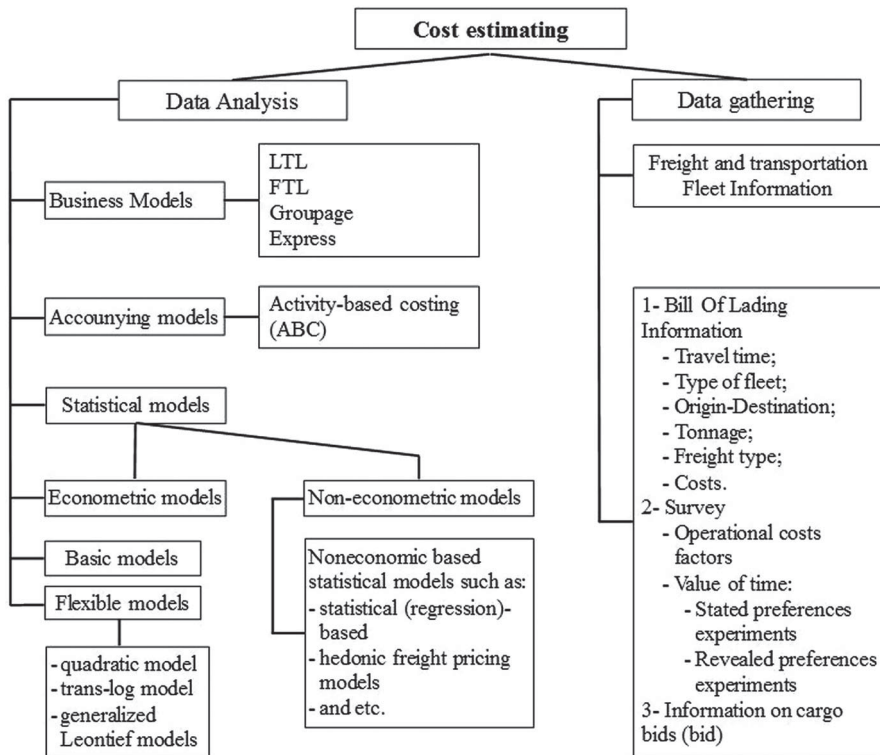 Cost estimating
Data Analysis
Business Models
LTL
FTL
Groupage
Express
Accounying models
Activity-based costing
(ABC)
Statistical models
Econometric models
Non-econometric models
Basic models
Flexible models
- quadratic model
- trans-log model
- generalized
Leontief models
Noneconomic based
statistical models such as:
- statistical (regression)-
based
- hedonic freight pricing
models
- and etc.
Data gathering
Freight and transportation
Fleet Information
1- Bill Of Lading
Information
- Travel time;
- Type of fleet;
- Origin-Destination;
- Tonnage;
- Freight type;
- Costs.
2- Survey
- Operational costs
factors
- Value of time:
- Stated preferences
experiments
- Revealed preferences
experiments
3- Information on cargo
bids (bid)